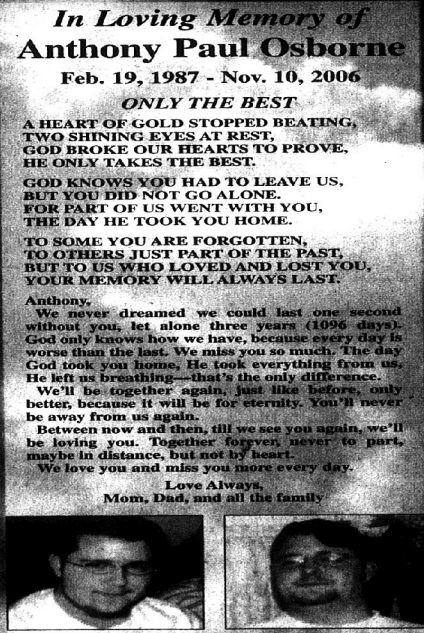 In Loving Memory of
Anthony Paul Osborne
Feb. 19, 1987 - Nov. 10, 2006
ONLY THE BEST
A HEART OF GOLD STOPPED BEATING,
TWO SHINING EYES AT REST,
GOD BROKE OUR HEARTS TO PROVE,
HE ONLY TAKES THE BEST.
GOD KNOWS YOU HAD TO LEAVE US,
BUT YOU DID NOT GO ALONE.
FOR PART OF US WENT WITH YOU,
THE DAY HE TOOK YOU HOME.
TO SOME YOU ARE FORGOTTEN,
TO OTHERS JUST PART OF THE PAST,
BUT TO US WHO LOVED AND LOST YOU,
YOUR MEMORY WILL ALWAYS LAST.
Anthony,
We never dreamed we could last one second
without you, let alone three years (1096 days).
God only knows how we have, because every day is
worse than the last. We miss you so much. The day
God took you home, He took everything from us,
He left us breathing—that's the only difference.
We'll be together again, just like before, only
better, because it will be for eternity. You'll never
be away from us again.
Between now and then, till we see you again, we'll
be loving you. Together forever, never to part,
maybe in distance, but not by heart.
We love you and miss you more every day.
Love Always,
Mom, Dad, and all the family